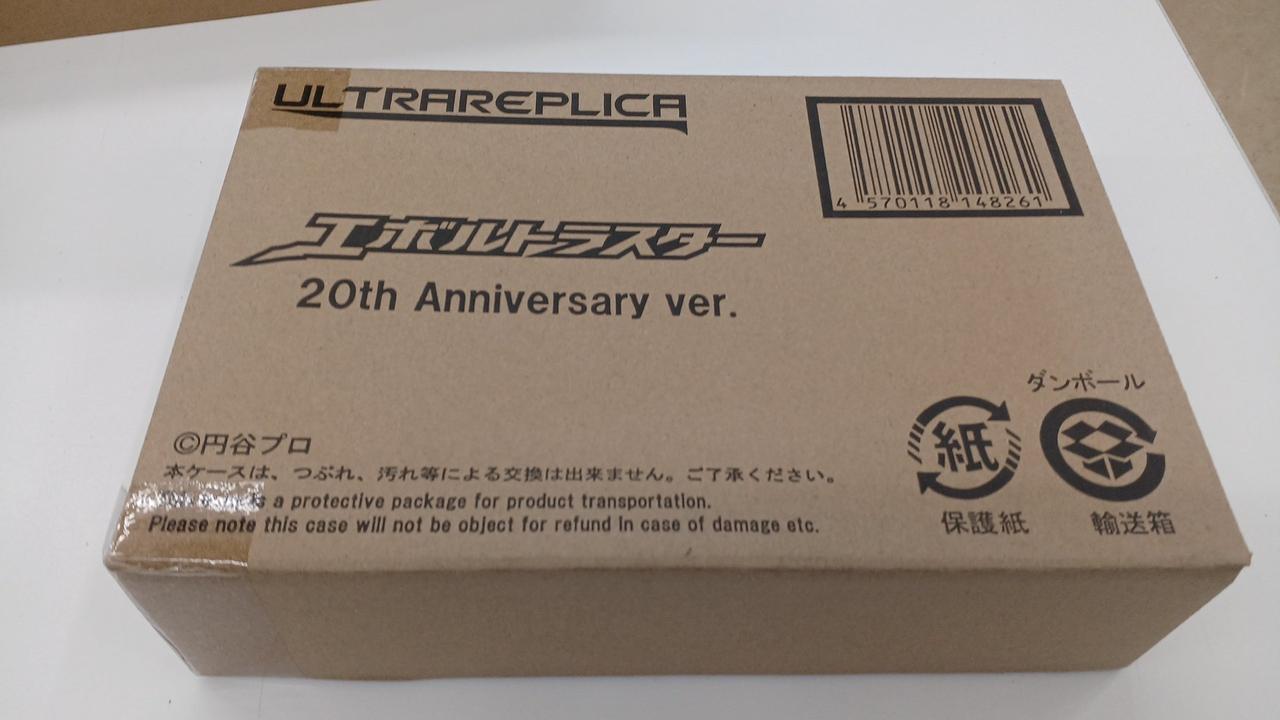 ULTRAREPLICA
4 570118 148261
エボルトラスター
20th Anniversary ver.
ダンボール
紙
保護紙
輸送箱
©円谷プロ
本ケースは、つぶれ、汚れ等による交換は出来ません。ご了承ください。
is a protective package for product transportation.
Please note this case will not be object for refund in case of damage etc.